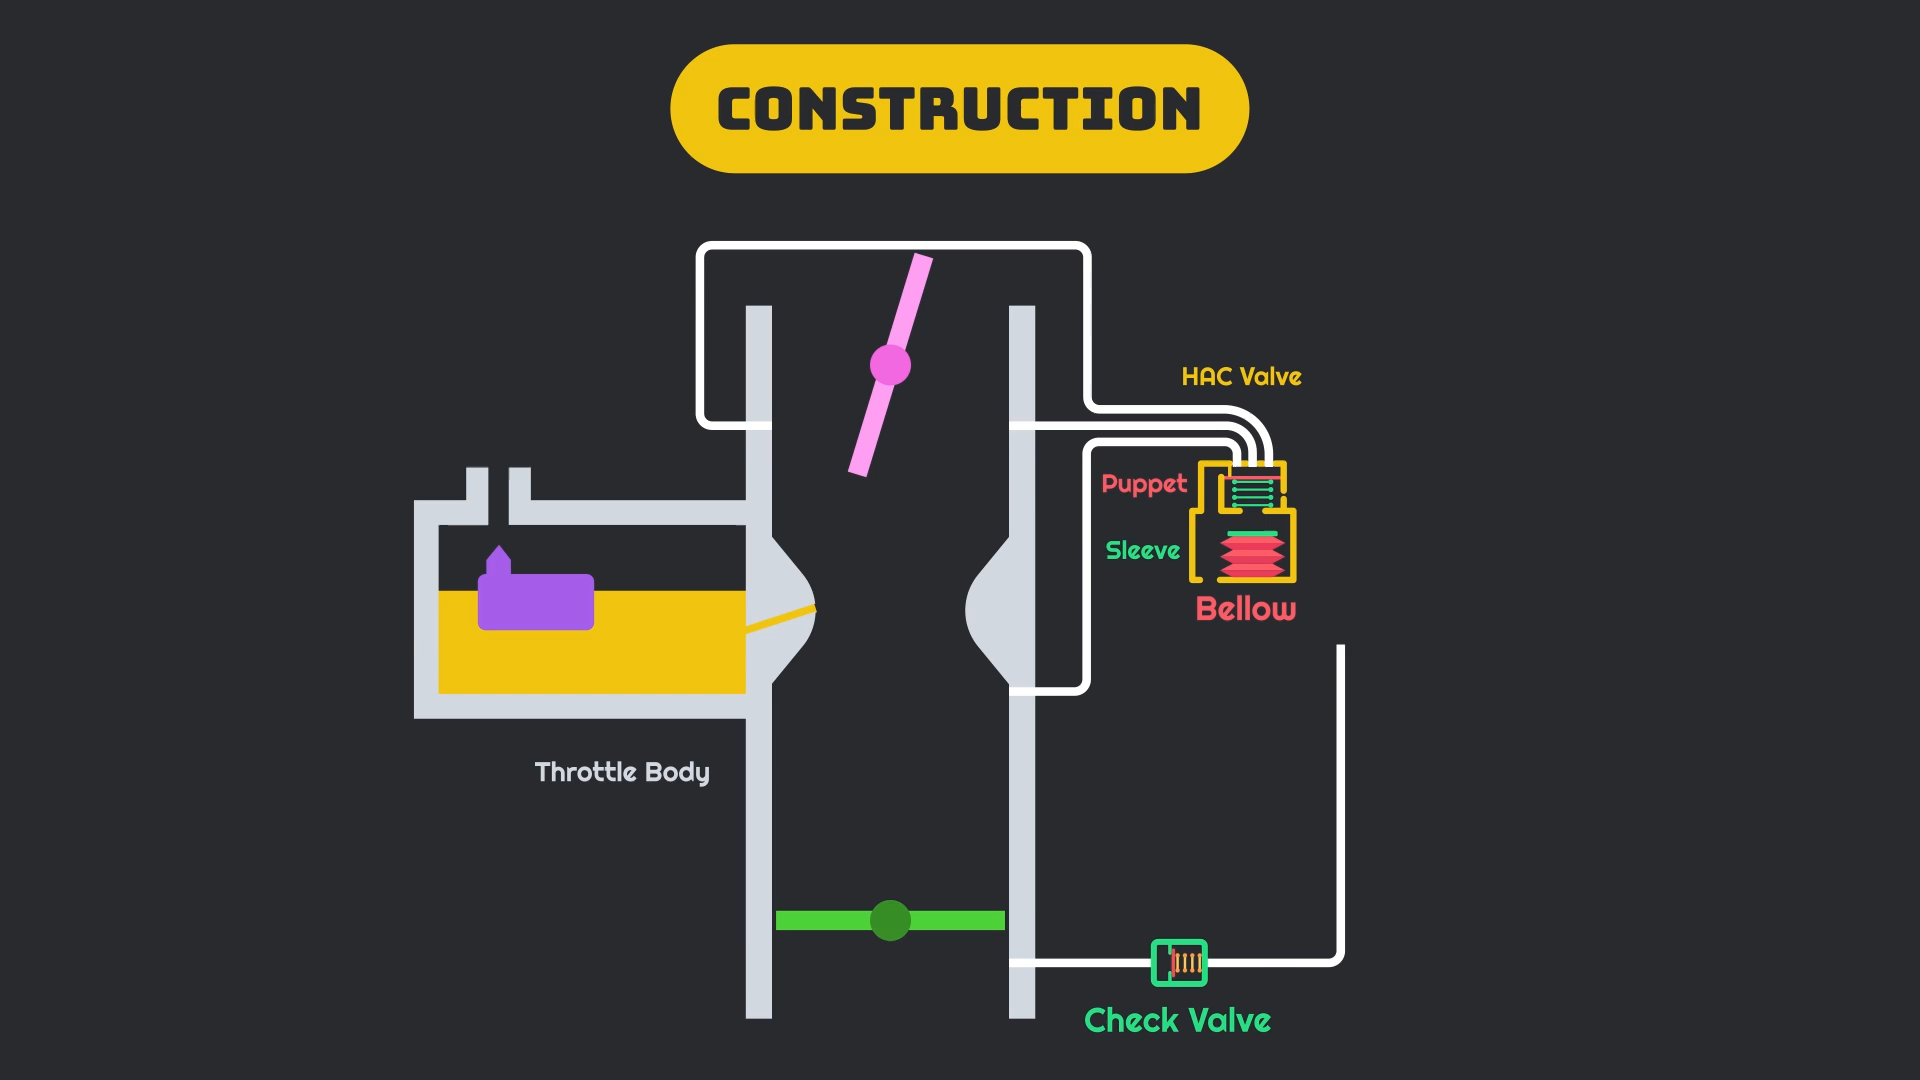 CONSTRUCTION
HAC Valve
Puppet
Sleeve
Bellow
Throttle Body
Check Valve